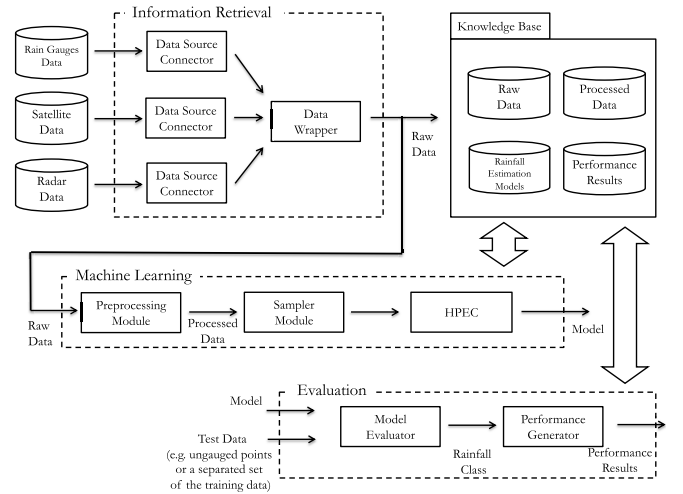 Information Retrieval
Knowledge Base
Rain Gauges
Data
Data Source
Connector
Satellite
Data
Data Source
Connector
Data
Wrapper
Radar
Data
Data Source
Connector
Raw
Data
Raw
Data
Processed
Data
Rainfall
Estimation
Models
Performance
Results
Machine Learning
Raw
Data
Preprocessing
Module
Processed
Data
Sampler
Module
HPEC
Model
Evaluation
Model
Test Data
(e.g. ungauged points
or a separated set
of the training data)
Model
Evaluator
Rainfall
Class
Performance
Generator
Performance
Results